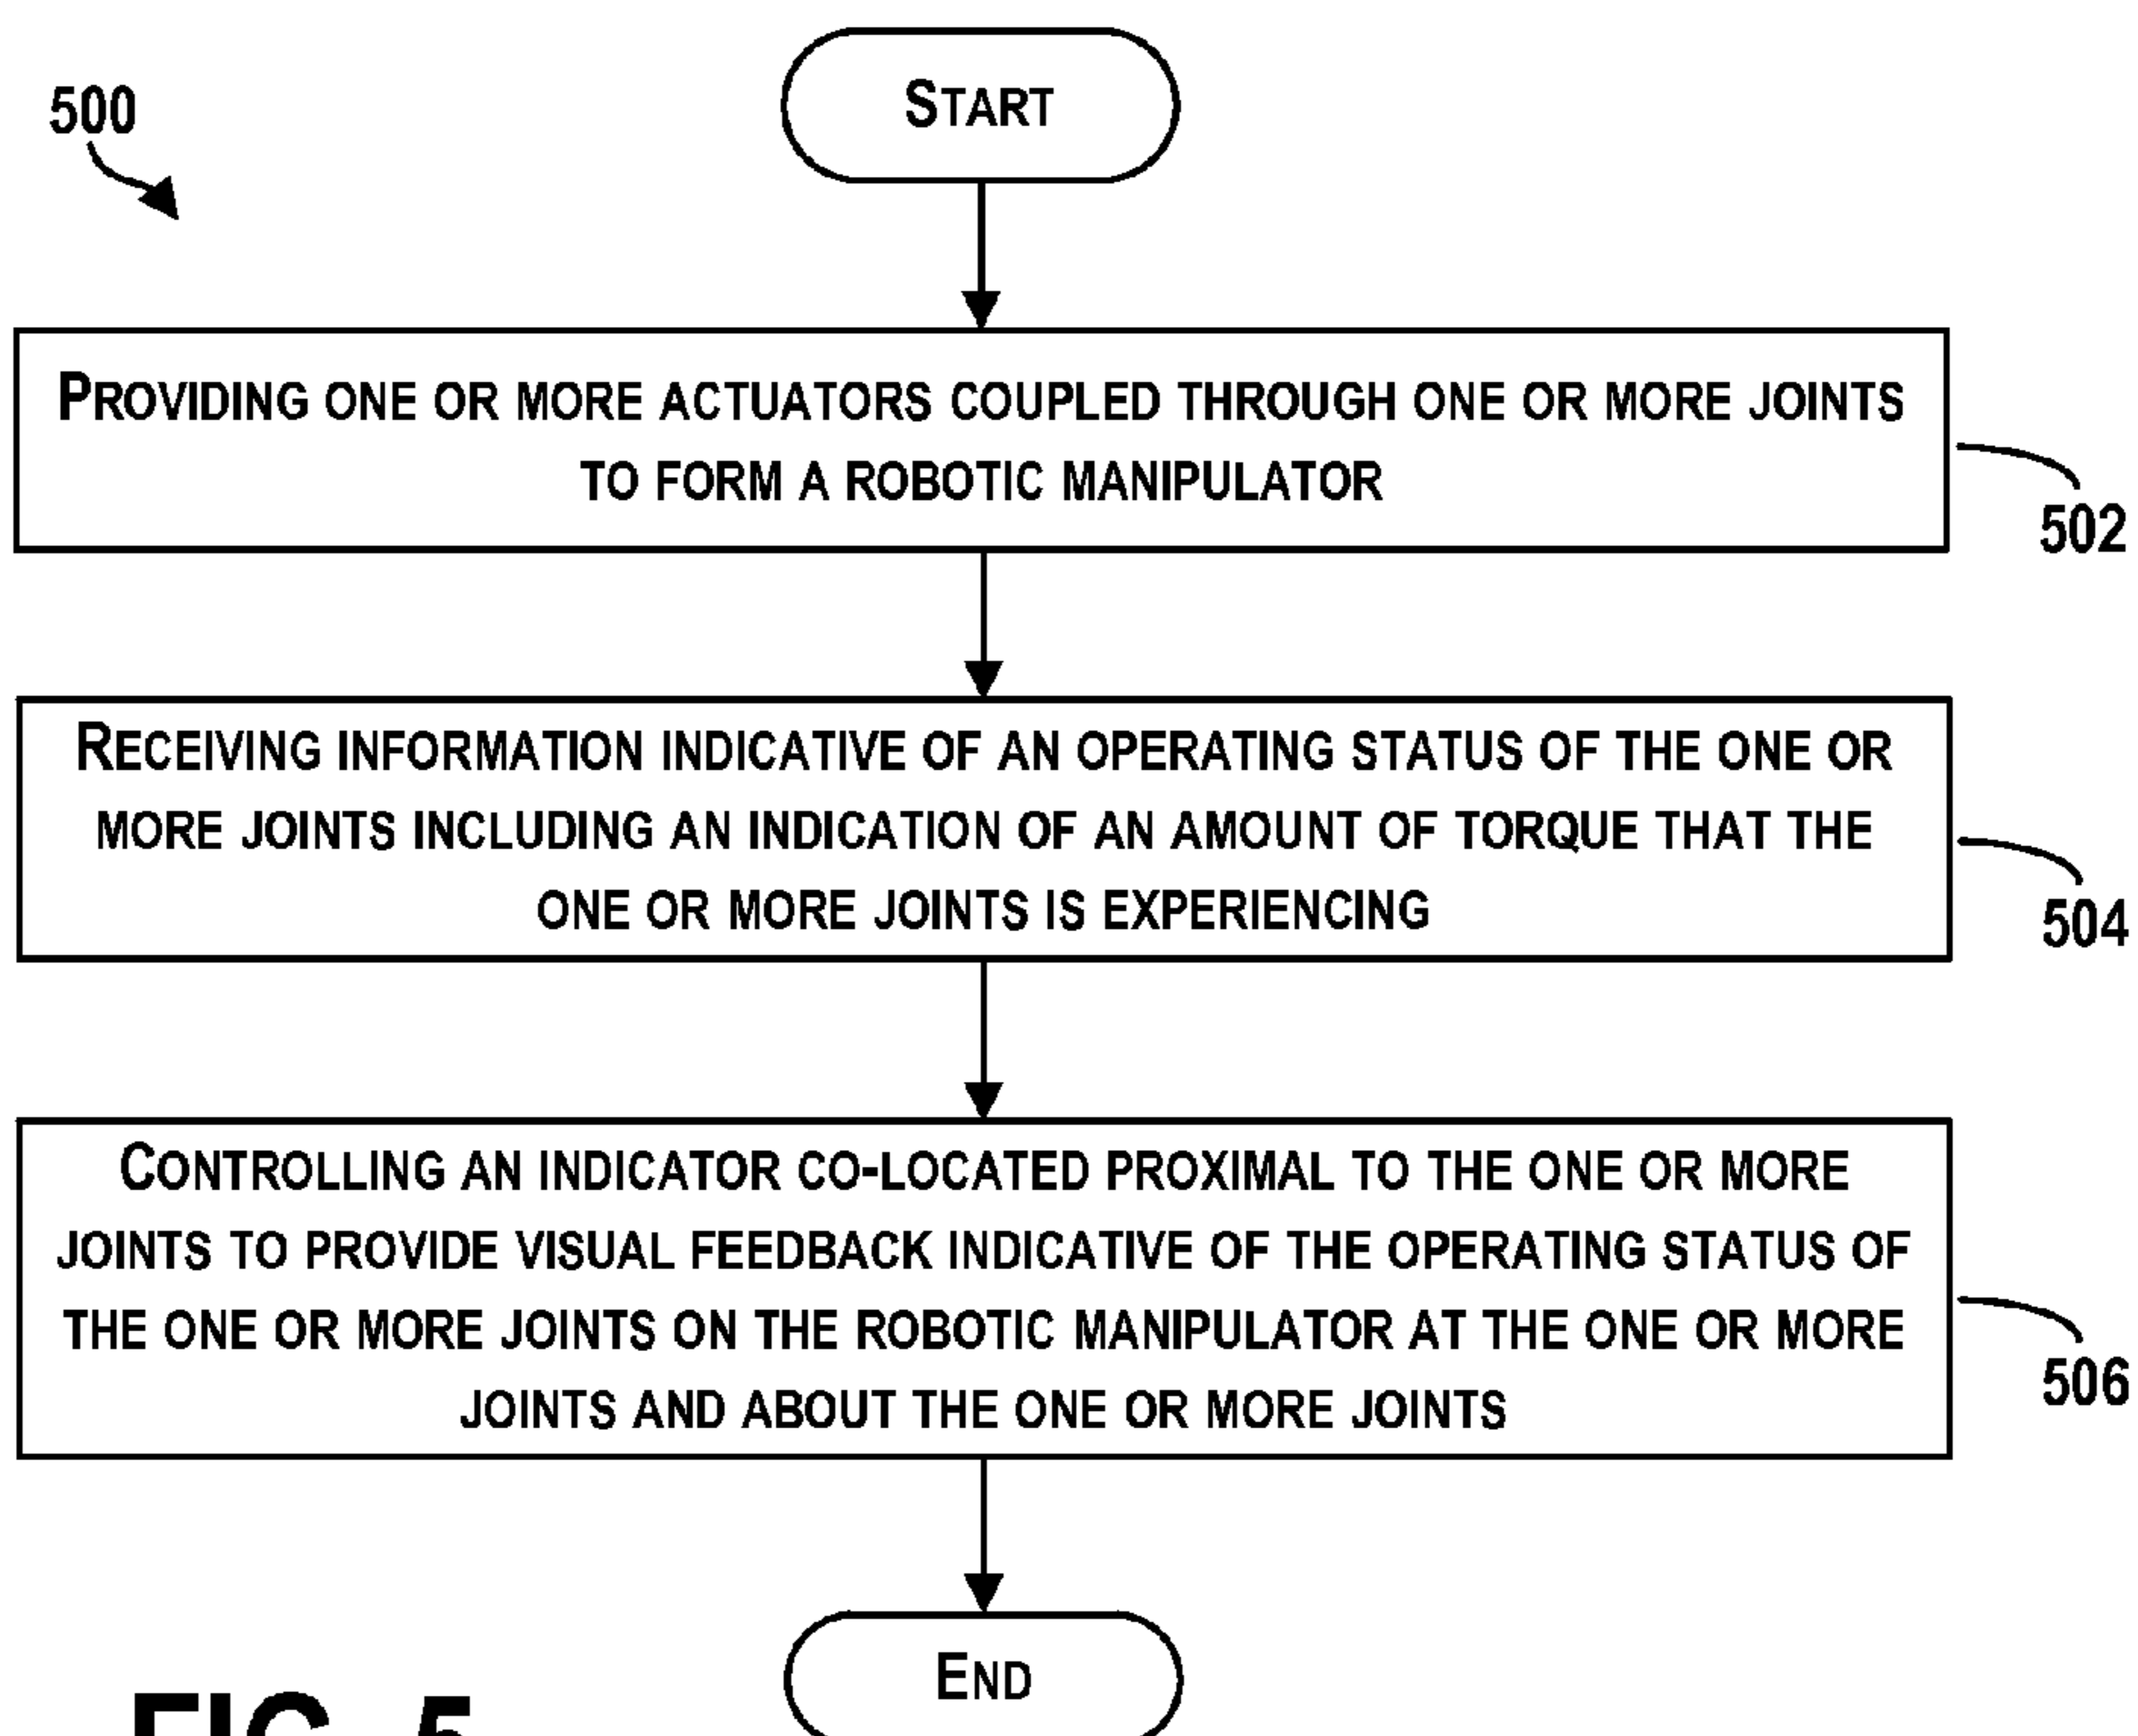 500
START
PROVIDING ONE OR MORE ACTUATORS COUPLED THROUGH ONE OR MORE JOINTS
TO FORM A ROBOTIC MANIPULATOR
502
RECEIVING INFORMATION INDICATIVE OF AN OPERATING STATUS OF THE ONE OR
MORE JOINTS INCLUDING AN INDICATION OF AN AMOUNT OF TORQUE THAT THE
ONE OR MORE JOINTS IS EXPERIENCING
504
CONTROLLING AN INDICATOR CO-LOCATED PROXIMAL TO THE ONE OR MORE
JOINTS TO PROVIDE VISUAL FEEDBACK INDICATIVE OF THE OPERATING STATUS OF
THE ONE OR MORE JOINTS ON THE ROBOTIC MANIPULATOR AT THE ONE OR MORE
JOINTS AND ABOUT THE ONE OR MORE JOINTS
506
END
FIG. 5